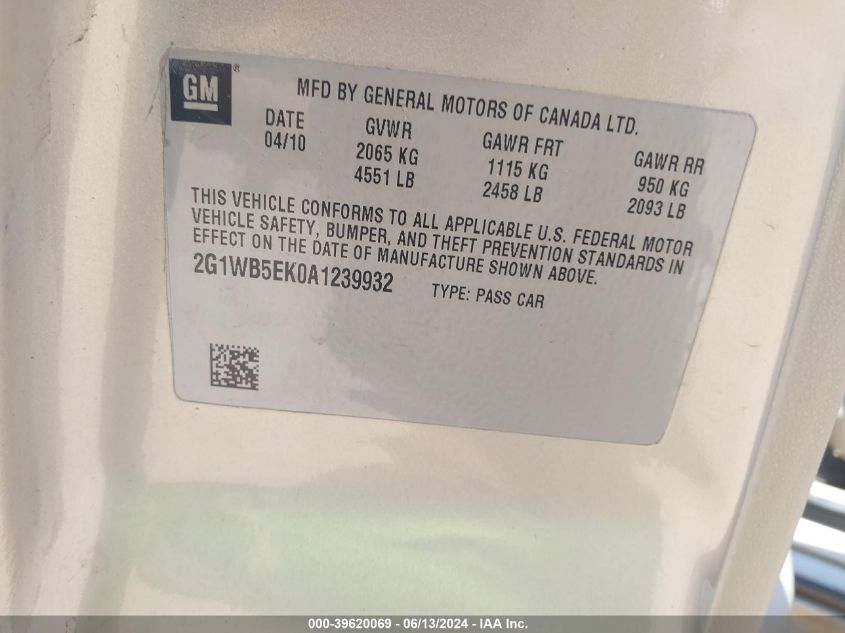 GM ®
MFD BY GENERAL MOTORS OF CANADA LTD.
DATE GVWR GAWR FRT GAWR RR
04/10 2065 KG 1115 KG 950 KG
4551 LB 2458 LB 2093 LB
THIS VEHICLE CONFORMS TO ALL APPLICABLE U.S. FEDERAL MOTOR
VEHICLE SAFETY, BUMPER, AND THEFT PREVENTION STANDARDS IN
EFFECT ON THE DATE OF MANUFACTURE SHOWN ABOVE.
2G1WB5EK0A1239932 TYPE: PASS CAR
000-39620069 - 06/13/2024 - IAA Inc.